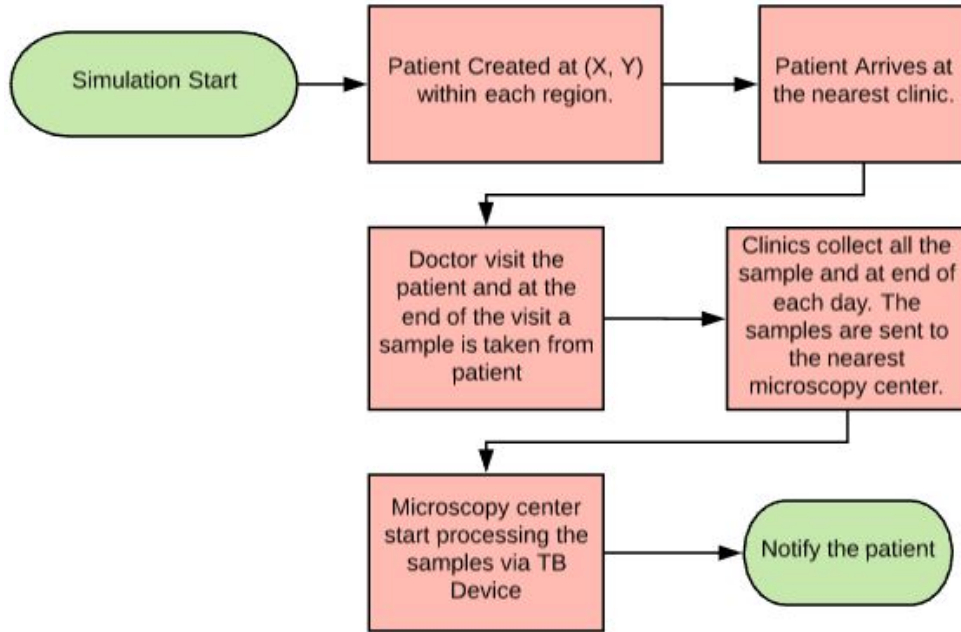 Simulation Start
Patient Created at (X, Y)
within each region.
Patient Arrives at
the nearest clinic.
Doctor visit the
patient and at the
end of the visit a
sample is taken from
patient
Clinics collect all the
sample and at end of
each day. The
samples are sent to
the nearest
microscopy center.
Microscopy center
start processing the
samples via TB
Device
Notify the patient